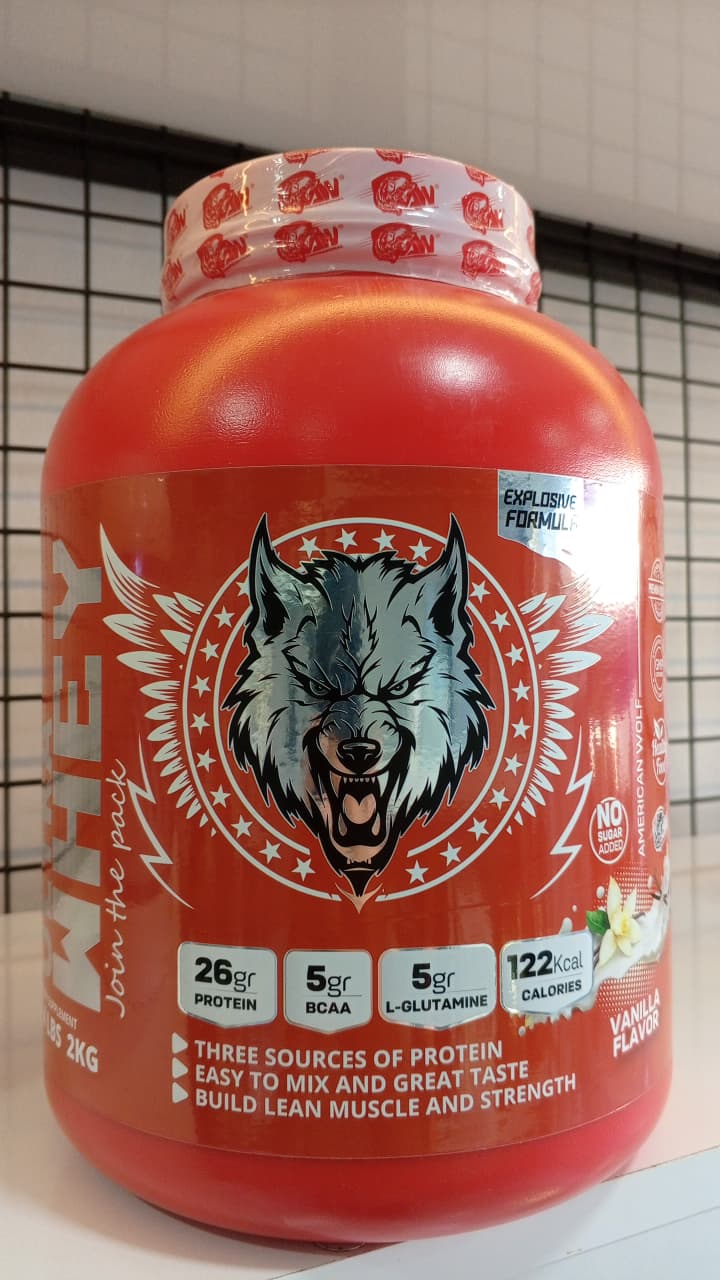 EXPLOSIVE
FORMULA
WHEY
Join the pack
AMERICAN WOLF
NO
SUGAR
ADDED
26gr
PROTEIN
5gr
BCAA
5gr
L-GLUTAMINE
122Kcal
CALORIES
LBS 2KG
VANILLA
FLAVOR
THREE SOURCES OF PROTEIN
EASY TO MIX AND GREAT TASTE
BUILD LEAN MUSCLE AND STRENGTH